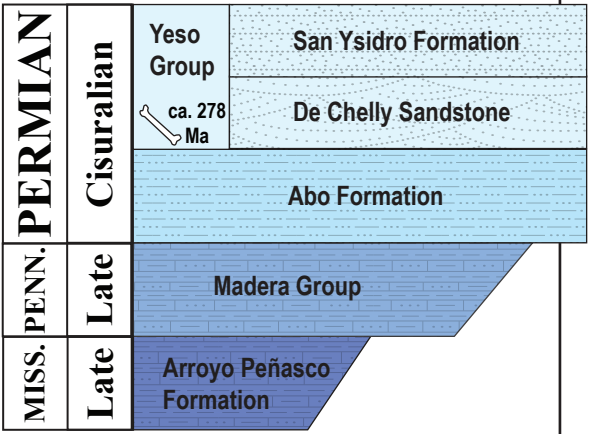 PERMIAN
Cisuralian
Yeso
Group
ca. 278
Ma
San Ysidro Formation
De Chelly Sandstone
Abo Formation
PENN.
Late
Madera Group
MISS.
Late
Arroyo Peñasco
Formation